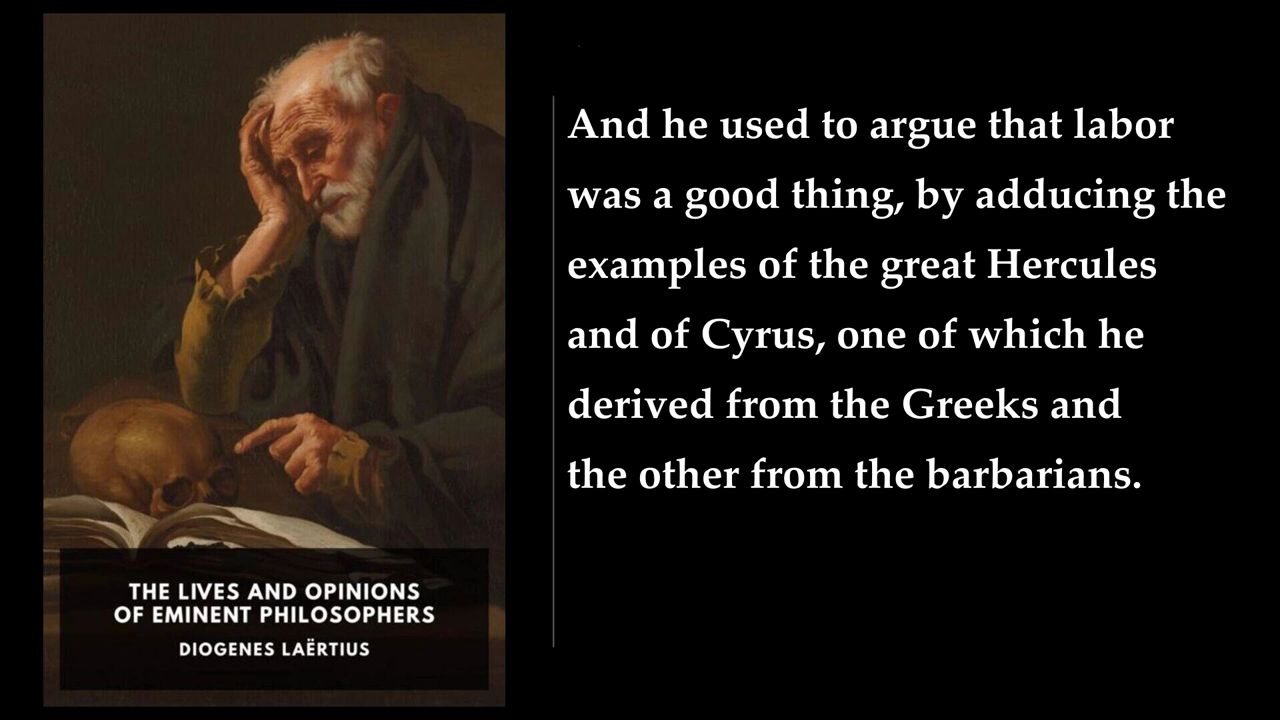 THE LIVES AND OPINIONS
OF EMINENT PHILOSOPHERS
DIOGENES LAËRTIUS
And he used to argue that labor
was a good thing, by adducing the
examples of the great Hercules
and of Cyrus, one of which he
derived from the Greeks and
the other from the barbarians.